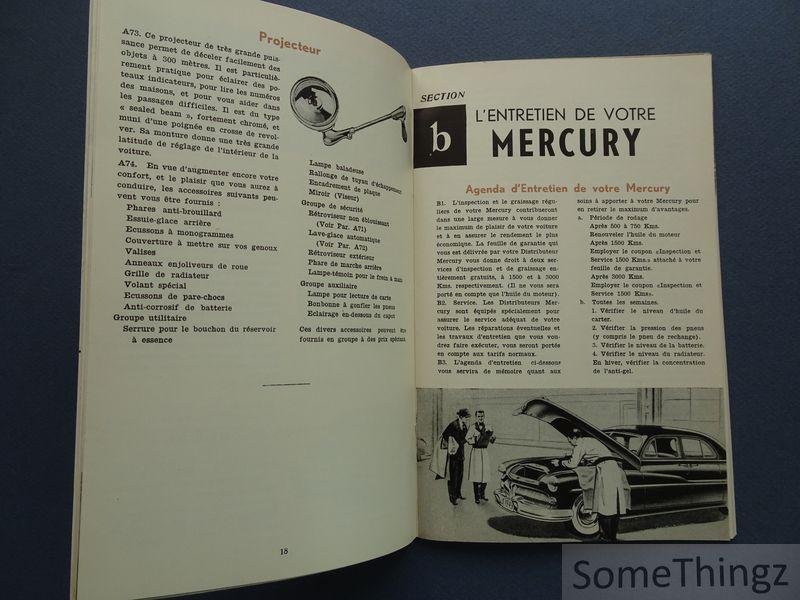 Projecteur
A73. Ce projecteur de très grande puis-
sance permet de déceler facilement des
objets à 300 mètres. Il est particuliè-
rement pratique pour éclairer des po-
teaux indicateurs, pour lire les numéros
des maisons, et pour vous aider dans
les passages difficiles. Il est du type
« sealed beam », fortement chromé, et
muni d'une poignée en crosse de revol-
ver. Sa monture donne une très grande
latitude de réglage de l'intérieur de la
voiture.
A74. En vue d'augmenter encore votre
confort, et le plaisir que vous aurez à
conduire, les accessoires suivants peu-
vent vous être fournis :
Phares anti-brouillard
Essuie-glace arrière
Ecussons à monogrammes
Couverture à mettre sur vos genoux
Valises
Anneaux enjoliveurs de roue
Grille de radiateur
Volant spécial
Ecussons de pare-chocs
Anti-corrosif de batterie
Groupe utilitaire
Serrure pour le bouchon du réservoir
à essence
Lampe baladeuse
Rallonge de tuyau d'échappement
Encadrement de plaque
Miroir (Viseur)
Groupe de sécurité
Rétroviseur non éblouissant
(Voir Par. A71)
Lave-glace automatique
(Voir Par. A72)
Rétroviseur extérieur
Phare de marche arrière
Lampe-témoin pour le frein à main
Groupe auxiliaire
Lampe pour lecture de carte
Bonbonne à gonfler les pneus
Eclairage en-dessous du capot
Ces divers accessoires peuvent être
fournis en groupe à des prix spéciaux.
18
SECTION
b
L'ENTRETIEN DE VOTRE
MERCURY
Agenda d'Entretien de votre Mercury
B1. L'inspection et le graissage régu-
liers de votre Mercury contribueront
dans une large mesure à vous donner
le maximum de plaisir de votre voiture
et à en assurer le rendement le plus
économique. La feuille de garantie qui
vous est délivrée par votre Distributeur
Mercury vous donne droit à deux ser-
vices d'inspection et de graissage en-
tièrement gratuits, à 1500 et à 3000
Kms. respectivement. (Il ne vous sera
porté en compte que l'huile du moteur).
B2. Service. Les Distributeurs Mer-
cury sont équipés spécialement pour
assurer le service adéquat de votre
voiture. Les réparations éventuelles et
les travaux d'entretien que vous vou-
drez faire exécuter, vous seront portés
en compte aux tarifs normaux.
B3. L'agenda d'entretien ci-dessous
vous servira de mémoire quant aux
soins à apporter à votre Mercury pour
en retirer le maximum d'avantages.
a. Période de rodage
Après 500 à 750 Kms.
Renouveler l'huile du moteur
Après 1500 Kms.
Employer le coupon «Inspection et
Service 1500 Kms.» attaché à votre
feuille de garantie.
Après 3000 Kms.
Employer le coupon «Inspection et
Service 1500 Kms».
b. Toutes les semaines.
1. Vérifier le niveau d'huile du
carter.
2. Vérifier la pression des pneus
(y compris le pneu de rechange).
3. Vérifier le niveau de la batterie.
4. Vérifier le niveau du radiateur.
En hiver, vérifier la concentration
de l'anti-gel.
SomeThingz